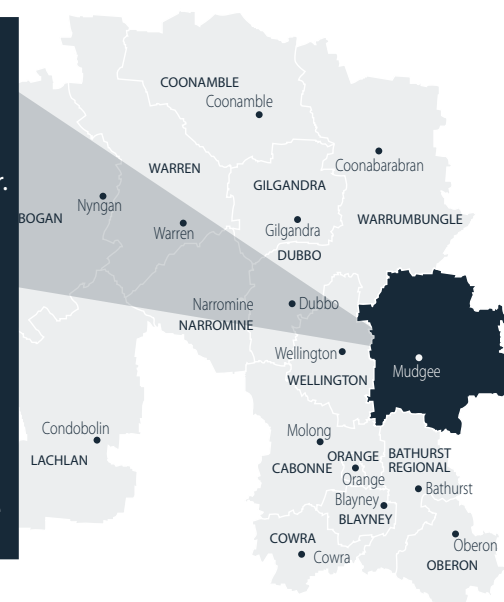 COONAMBLE
Coonamble
Coonabarabran
WARREN
r.
GILGANDRA
Nyngan
BOGAN
WARRUMBUNGLE
Warren
Gilgandra
DUBBO
Narromine
Dubbo
NARROMINE
Wellington
Mudgee
WELLINGTON
Condobolin
Molong
LACHLAN
ORANGE
BATHURST
REGIONAL
CABONNE
Orange
Bathurst
Blayney
BLAYNEY
COWRA
Oberon
Cowra
OBERON